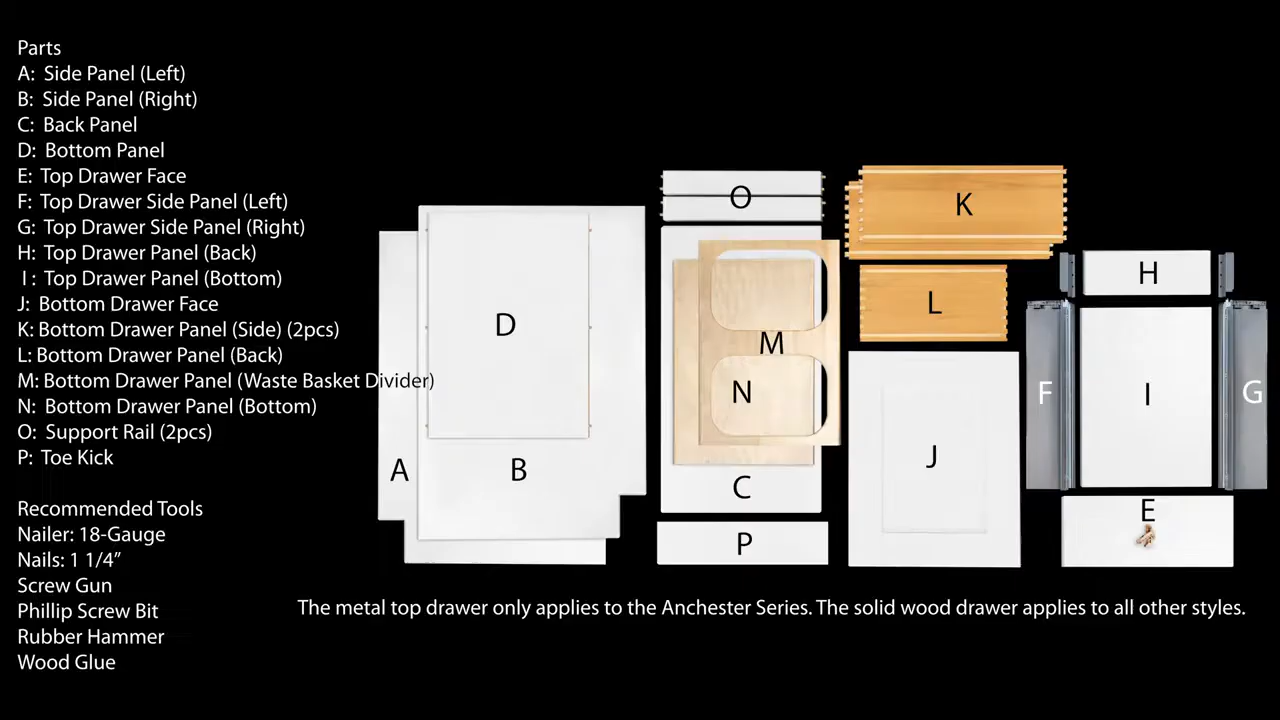 Parts
A: Side Panel (Left)
B: Side Panel (Right)
C: Back Panel
D: Bottom Panel
E: Top Drawer Face
F: Top Drawer Side Panel (Left)
G: Top Drawer Side Panel (Right)
H: Top Drawer Panel (Back)
I: Top Drawer Panel (Bottom)
J: Bottom Drawer Face
K: Bottom Drawer Panel (Side) (2pcs)
L: Bottom Drawer Panel (Back)
M: Bottom Drawer Panel (Waste Basket Divider)
N: Bottom Drawer Panel (Bottom)
O: Support Rail (2pcs)
P: Toe Kick
Recommended Tools
Nailer: 18-Gauge
Nails: 1 1/4”
Screw Gun
Phillip Screw Bit
Rubber Hammer
Wood Glue
O
K
H
L
D
M
N
F
I
G
J
A
B
C
E
P
The metal top drawer only applies to the Anchester Series. The solid wood drawer applies to all other styles.